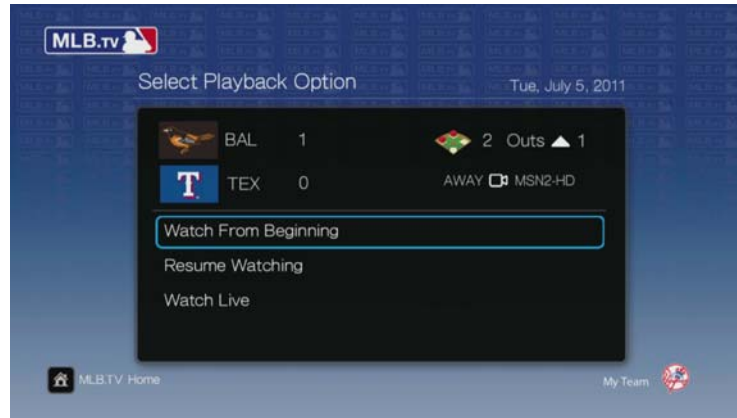 MLB.TV
Select Playback Option
Tue, July 5, 2011
BAL 1 2 Outs 1
T TEX 0 AWAY MSN2-HD
Watch From Beginning
Resume Watching
Watch Live
MLB.TV Home
My Team